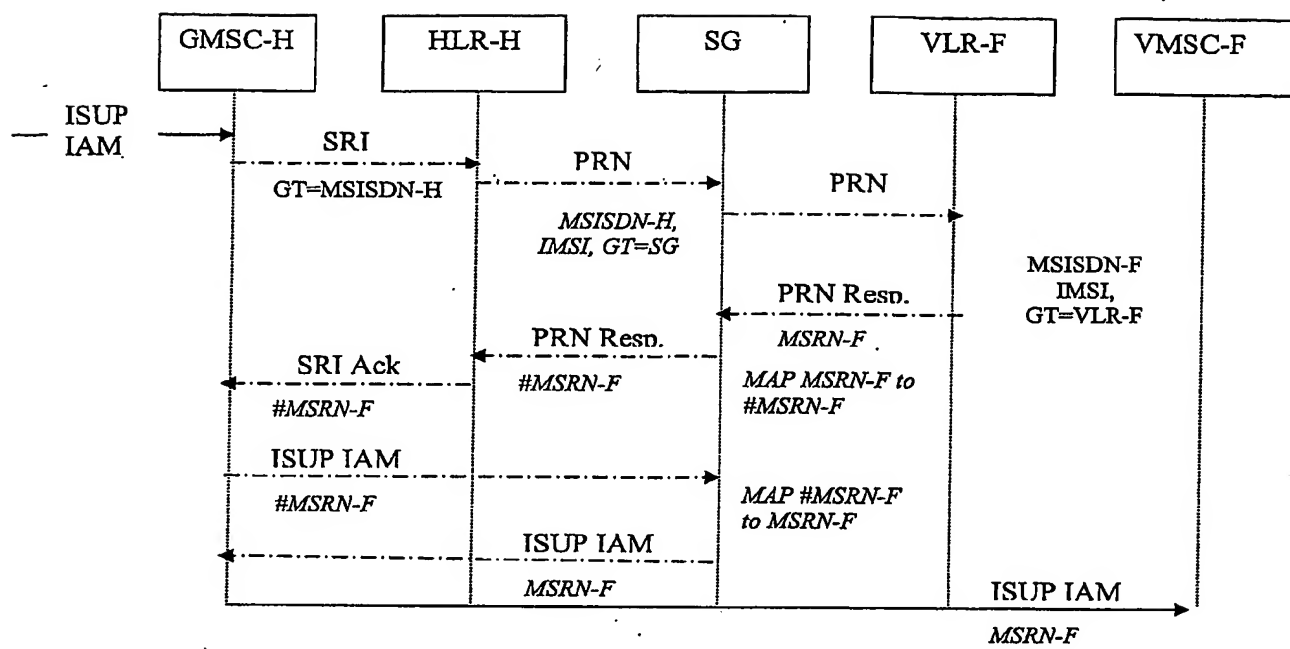 GMSC-H
HLR-H
SG
VLR-F
VMSC-F
ISUP
IAM
SRI
GT=MSISDN-H
PRN
MSISDN-H,
IMSI, GT=SG
PRN
MSISDN-F
IMSI,
GT=VLR-F
PRN Resp.
MSRN-F
PRN Resp.
#MSRN-F
MAP MSRN-F to
#MSRN-F
SRI Ack
#MSRN-F
ISUP IAM
#MSRN-F
MAP #MSRN-F
to MSRN-F
ISUP IAM
MSRN-F
ISUP IAM
MSRN-F